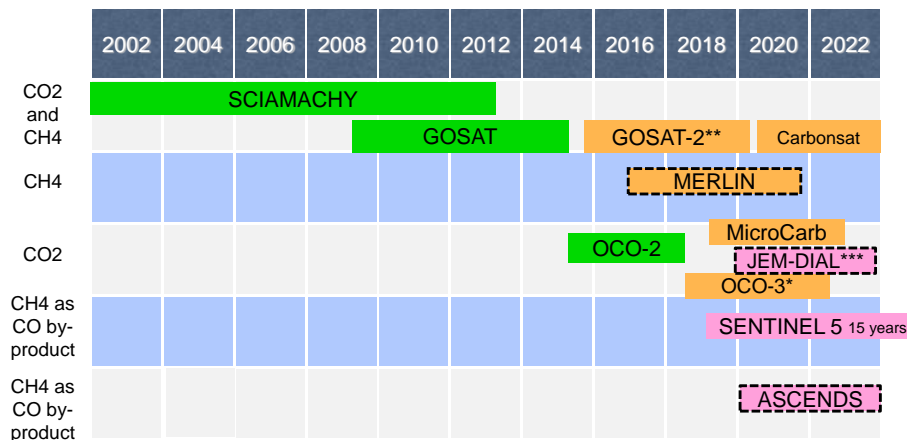 2002 2004 2006 2008 2010 2012 2014 2016 2018 2020 2022
CO2
and
CH4
SCIAMACHY
GOSAT
GOSAT-2**
Carbonsat
CH4
MERLIN
CO2
OCO-2
MicroCarb
JEM-DIAL***
OCO-3*
CH4 as
CO by-
product
SENTINEL 5 15 years
CH4 as
CO by-
product
ASCENDS